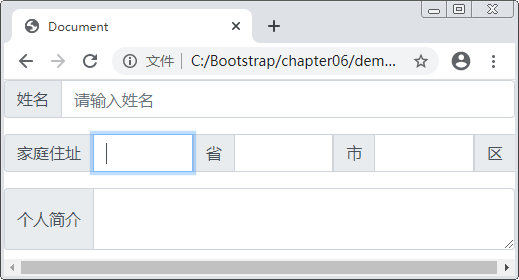 Document
文件 C:/Bootstrap/chapter06/dem...
姓名 请输入姓名
家庭住址 省 市 区
个人简介